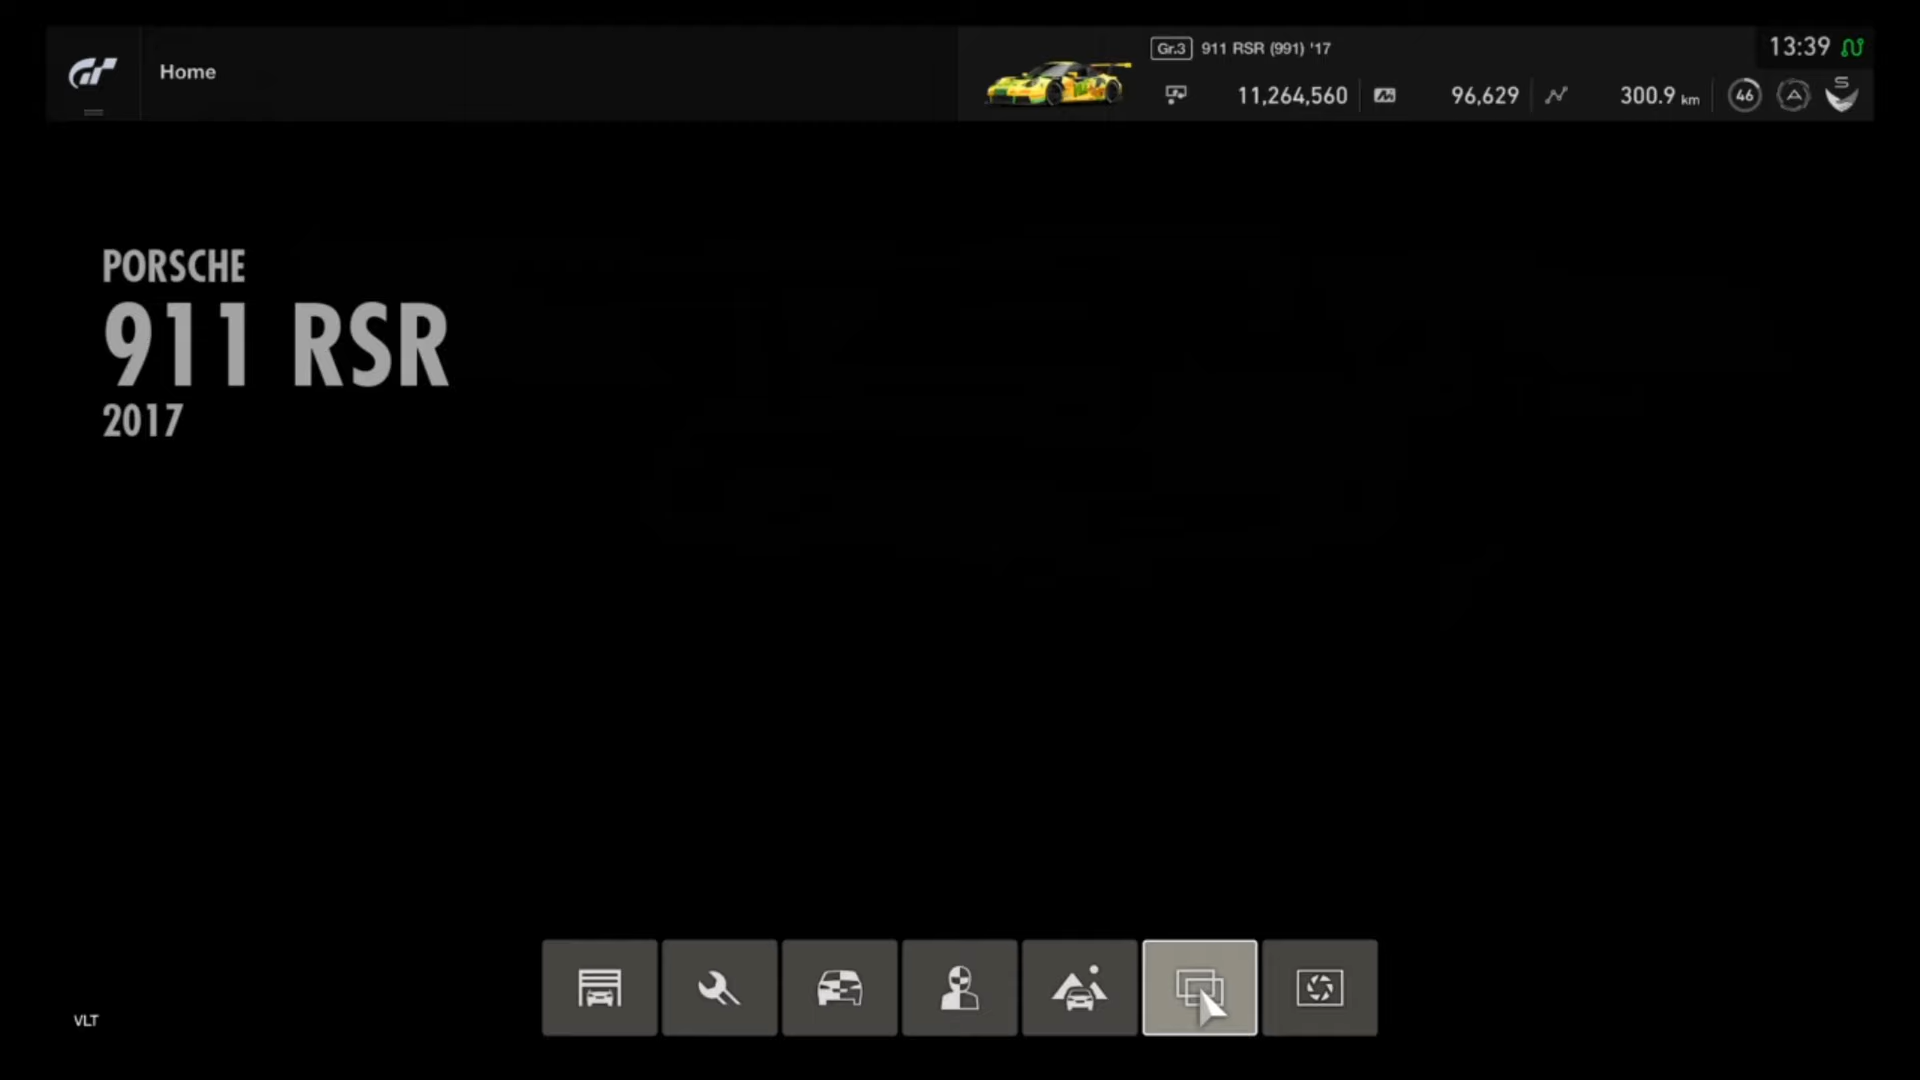 GT
Home
Gr.3 911 RSR (991) '17
13:39
11,264,560
96,629
300.9 km
46
A
S
PORSCHE
911 RSR
2017
VLT